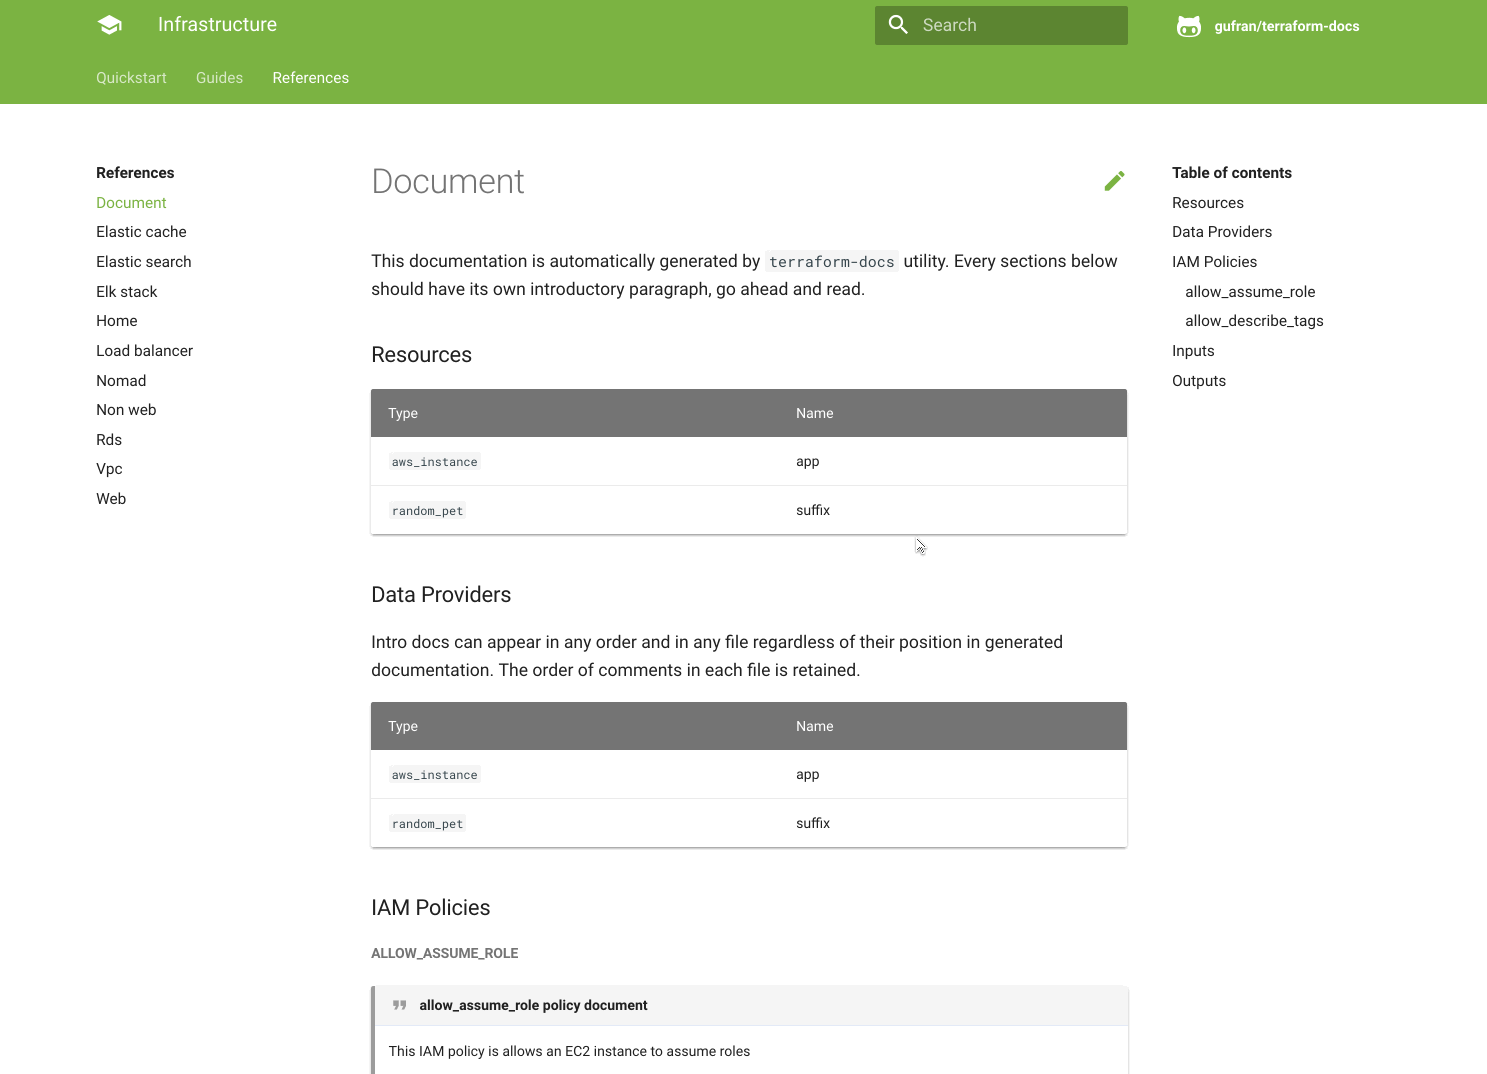 Infrastructure
Search
gufran/terraform-docs
Quickstart Guides References
References
Document
Elastic cache
Elastic search
Elk stack
Home
Load balancer
Nomad
Non web
Rds
Vpc
Web
Document
This documentation is automatically generated by terraform-docs utility. Every sections below
should have its own introductory paragraph, go ahead and read.
Resources
Type Name
aws_instance app
random_pet suffix
Data Providers
Intro docs can appear in any order and in any file regardless of their position in generated
documentation. The order of comments in each file is retained.
Type Name
aws_instance app
random_pet suffix
IAM Policies
ALLOW_ASSUME_ROLE
allow_assume_role policy document
This IAM policy is allows an EC2 instance to assume roles
Table of contents
Resources
Data Providers
IAM Policies
allow_assume_role
allow_describe_tags
Inputs
Outputs